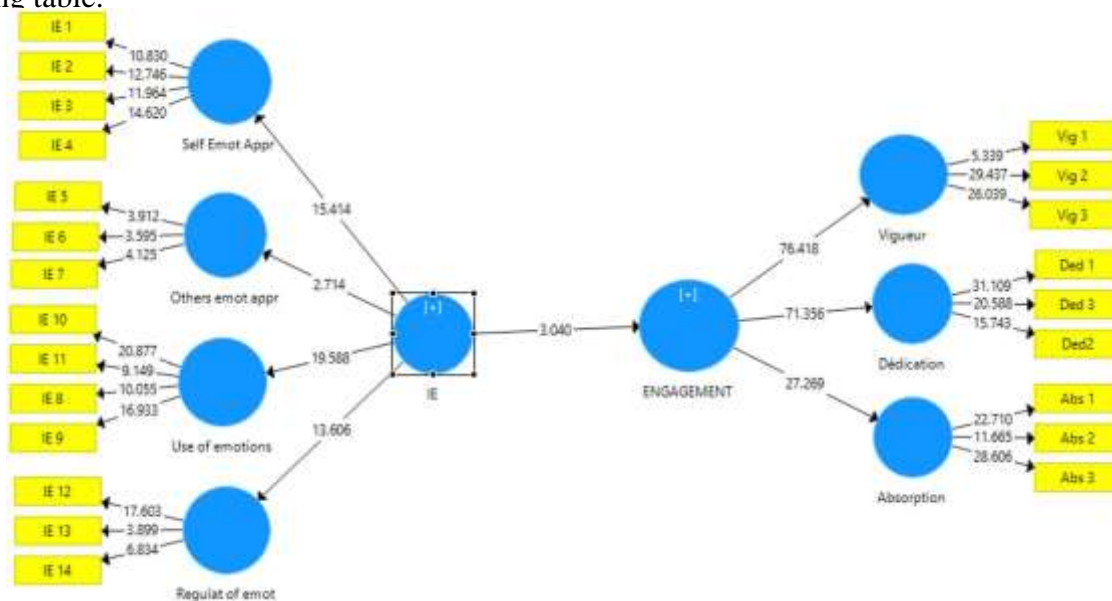 ng table.
IE 1
IE 2
IE 3
IE 4
10.830
12.746
11.964
14.620
Self Emot Appr
IE 5
IE 6
IE 7
3.912
3.595
4.125
Others emot appr
IE 10
IE 11
IE 8
IE 9
20.877
9.149
10.055
16.933
Use of emotions
IE 12
IE 13
IE 14
17.603
3.899
6.834
Regulat of emot
15.414
2.714
19.588
13.606
[+]
IE
3.040
[+]
ENGAGEMENT
76.418
71.356
27.269
Vigueur
5.339
29.437
26.039
Vig 1
Vig 2
Vig 3
Dédication
31.109
20.588
15.743
Ded 1
Ded 3
Ded2
Absorption
22.710
11.665
28.606
Abs 1
Abs 2
Abs 3